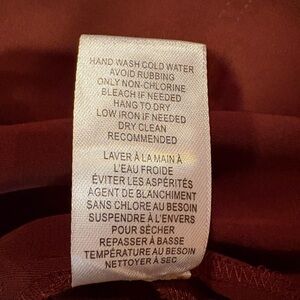 HAND WASH COLD WATER
AVOID RUBBING
ONLY NON-CHLORINE
BLEACH IF NEEDED
HANG TO DRY
LOW IRON IF NEEDED
DRY CLEAN
RECOMMENDED
LAVER À LA MAIN À
L'EAU FROIDE
ÉVITER LES ASPÉRITÉS
AGENT DE BLANCHIMENT
SANS CHLORE AU BESOIN
SUSPENDRE À L'ENVERS
POUR SÉCHER
REPASSER À BASSE
TEMPÉRATURE AU BESOIN
NETTOYER À SEC